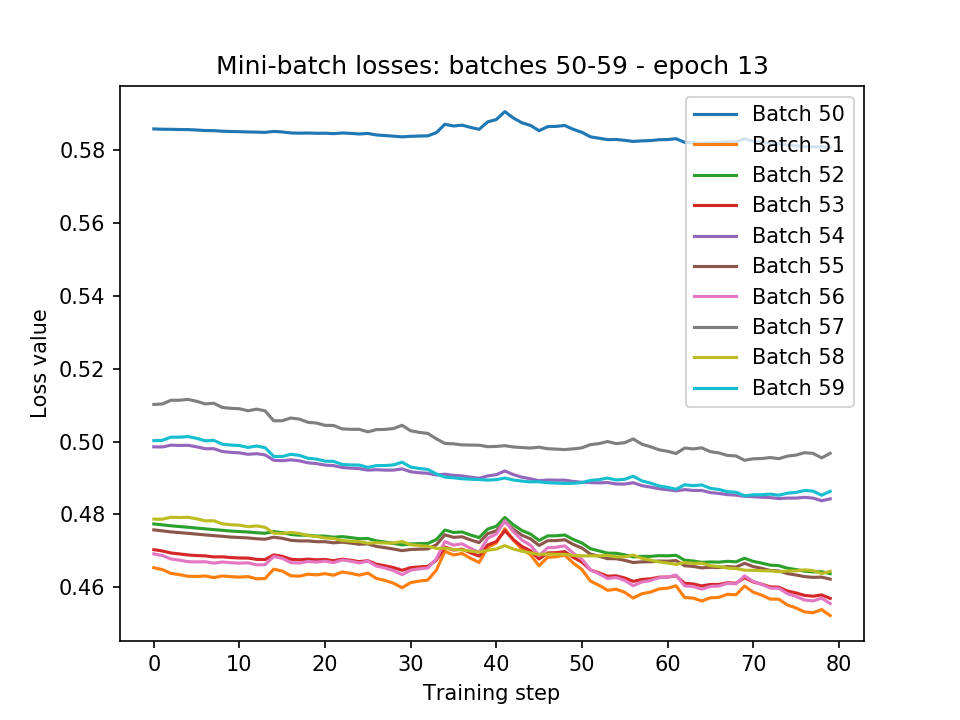 Mini-batch losses: batches 50-59 - epoch 13
Loss value
0.58
0.56
0.54
0.52
0.50
0.48
0.46
Batch 50
Batch 51
Batch 52
Batch 53
Batch 54
Batch 55
Batch 56
Batch 57
Batch 58
Batch 59
0 10 20 30 40 50 60 70 80
Training step